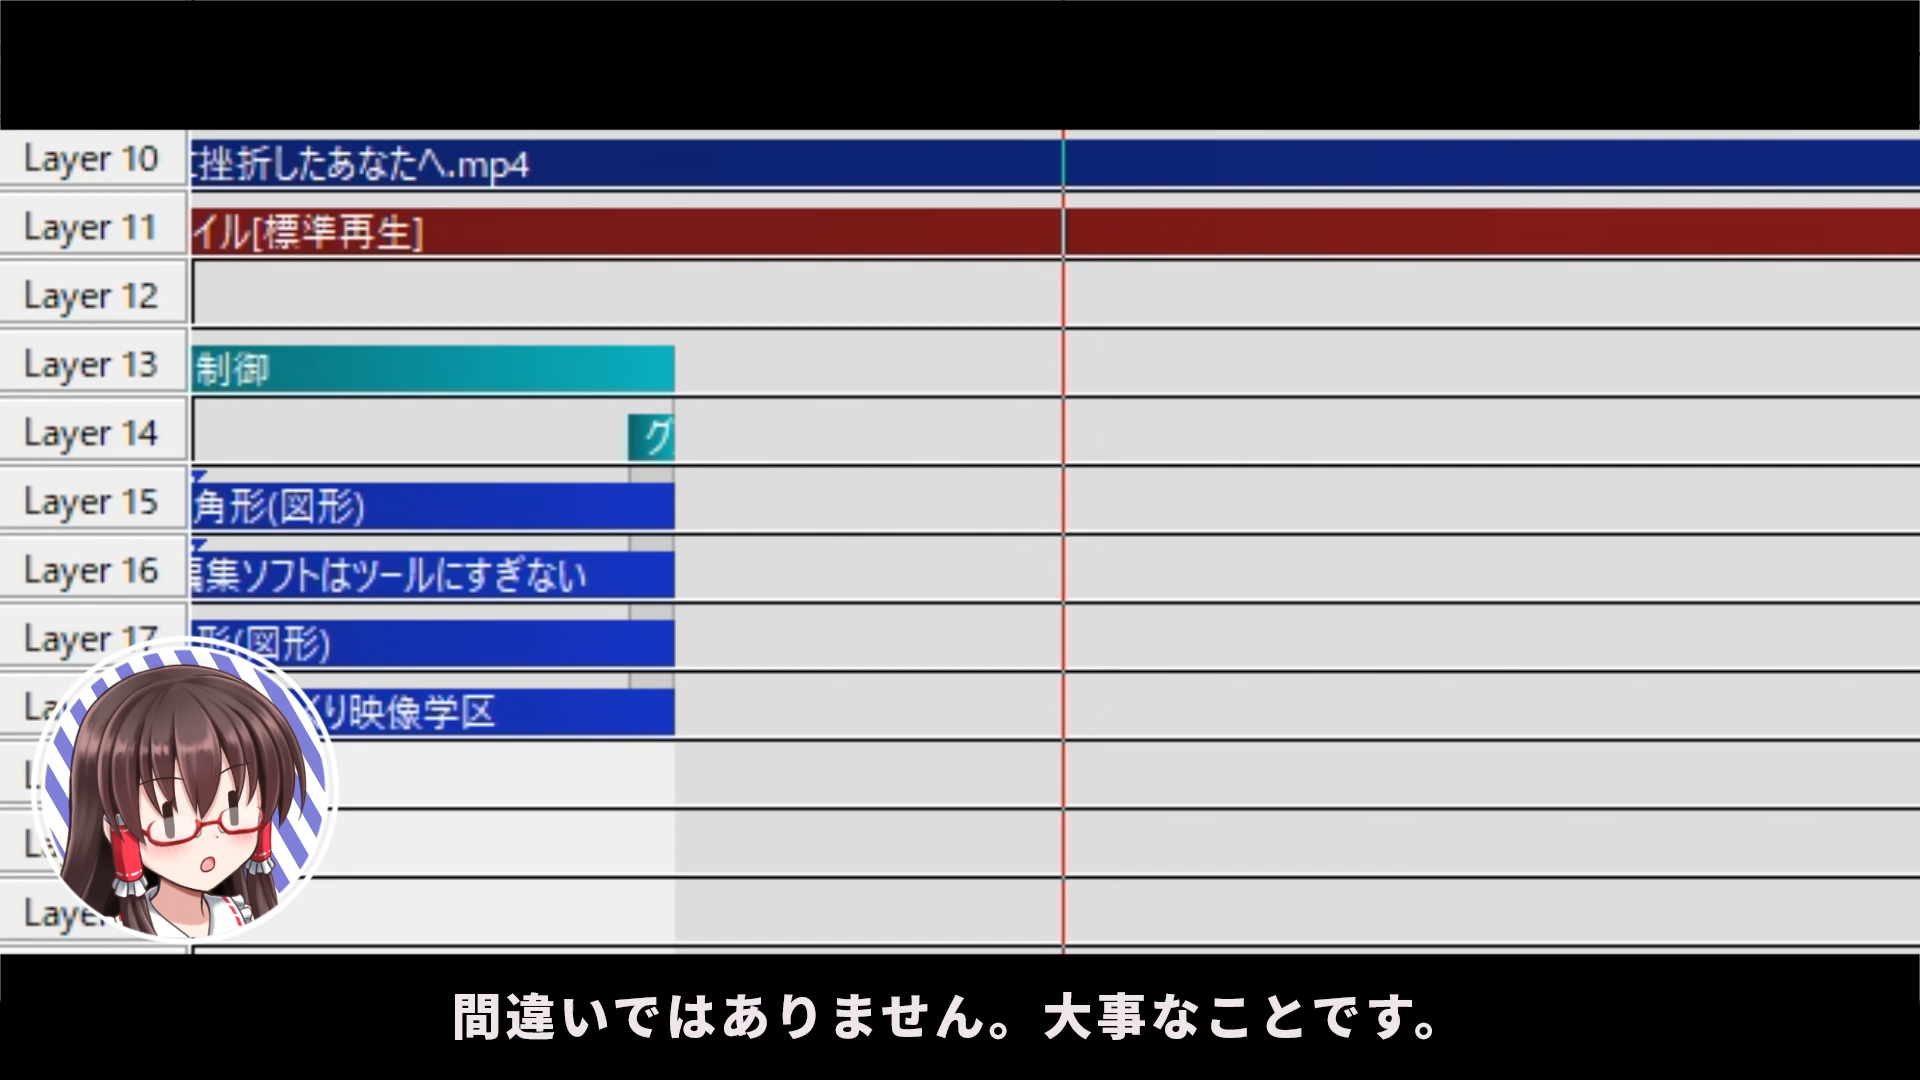 Layer 10
挫折したあなたへ.mp4
Layer 11
イル[標準再生]
Layer 12
Layer 13
制御
Layer 14
グ
Layer 15
角形(図形)
Layer 16
編集ソフトはツールにすぎない
Layer 17
形(図形)
り映像学区
間違いではありません。大事なことです。